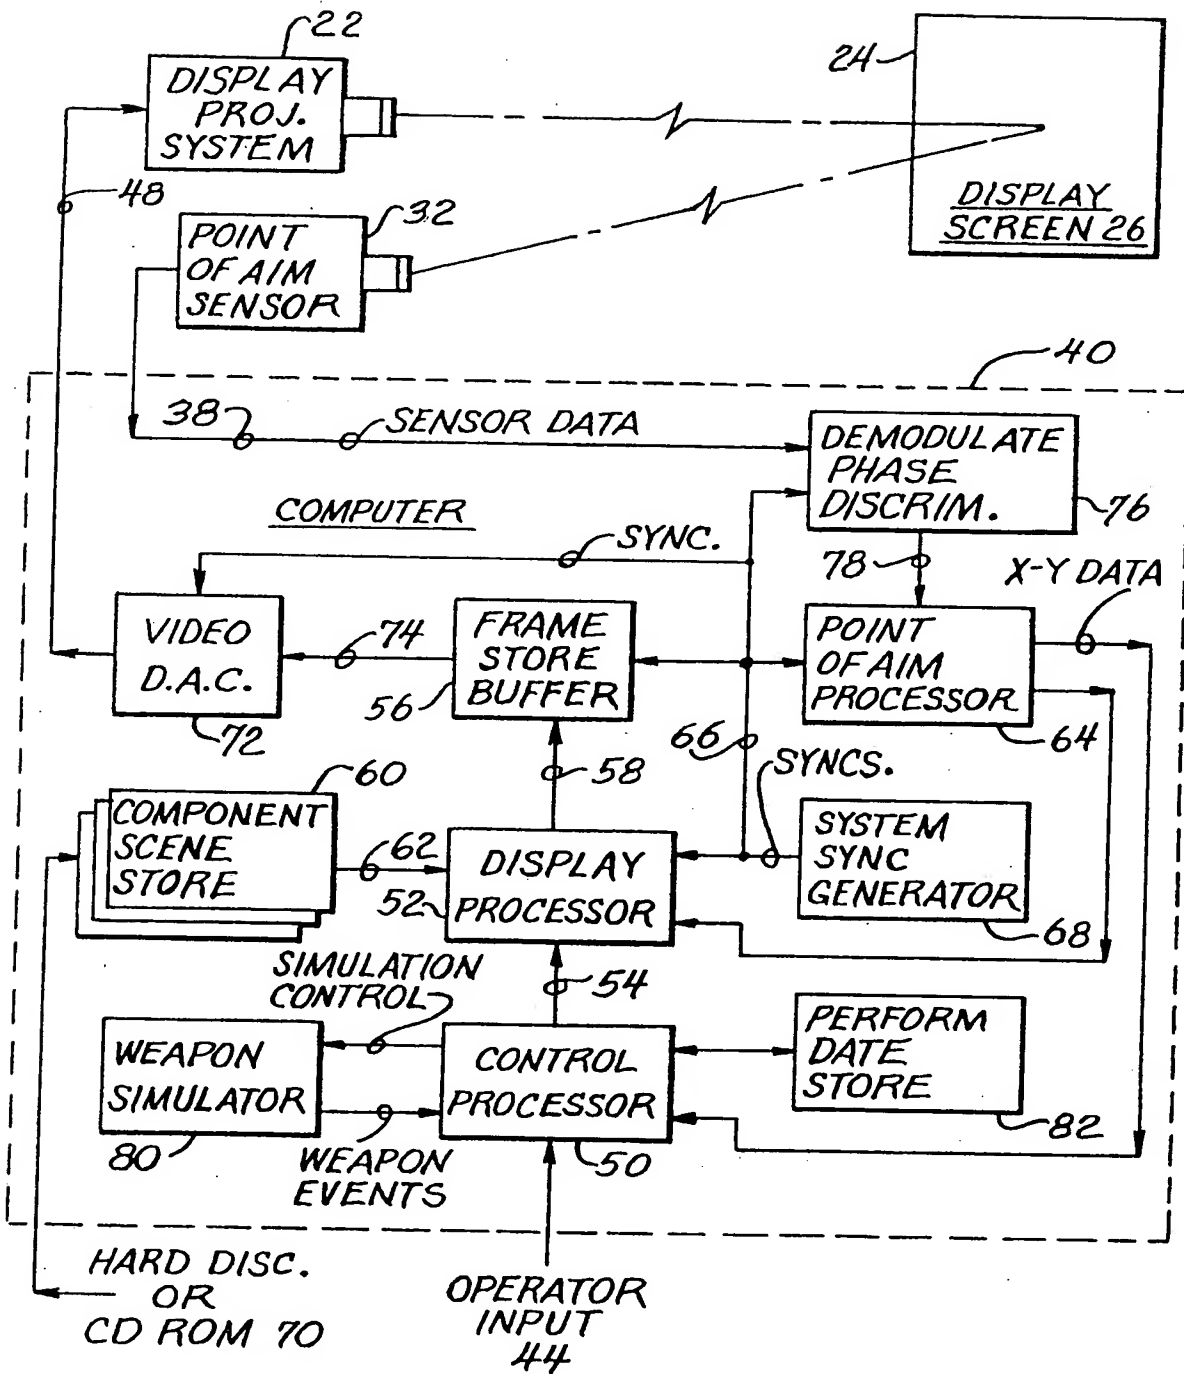 22
DISPLAY
PROJ.
SYSTEM
24
DISPLAY
SCREEN 26
48
32
POINT
OF AIM
SENSOR
40
38
SENSOR DATA
DEMODULATE
PHASE
DISCRIM.
76
COMPUTER
SYNC.
78
X-Y DATA
VIDEO
D.A.C.
72
74
FRAME
STORE
BUFFER
56
POINT
OF AIM
PROCESSOR
64
66
58
SYNCS.
60
COMPONENT
SCENE
STORE
62
DISPLAY
PROCESSOR
52
SYSTEM
SYNC
GENERATOR
68
SIMULATION
CONTROL
54
WEAPON
SIMULATOR
80
CONTROL
PROCESSOR
50
PERFORM
DATE
STORE
82
WEAPON
EVENTS
HARD DISC.
OR
CD ROM 70
OPERATOR
INPUT
44